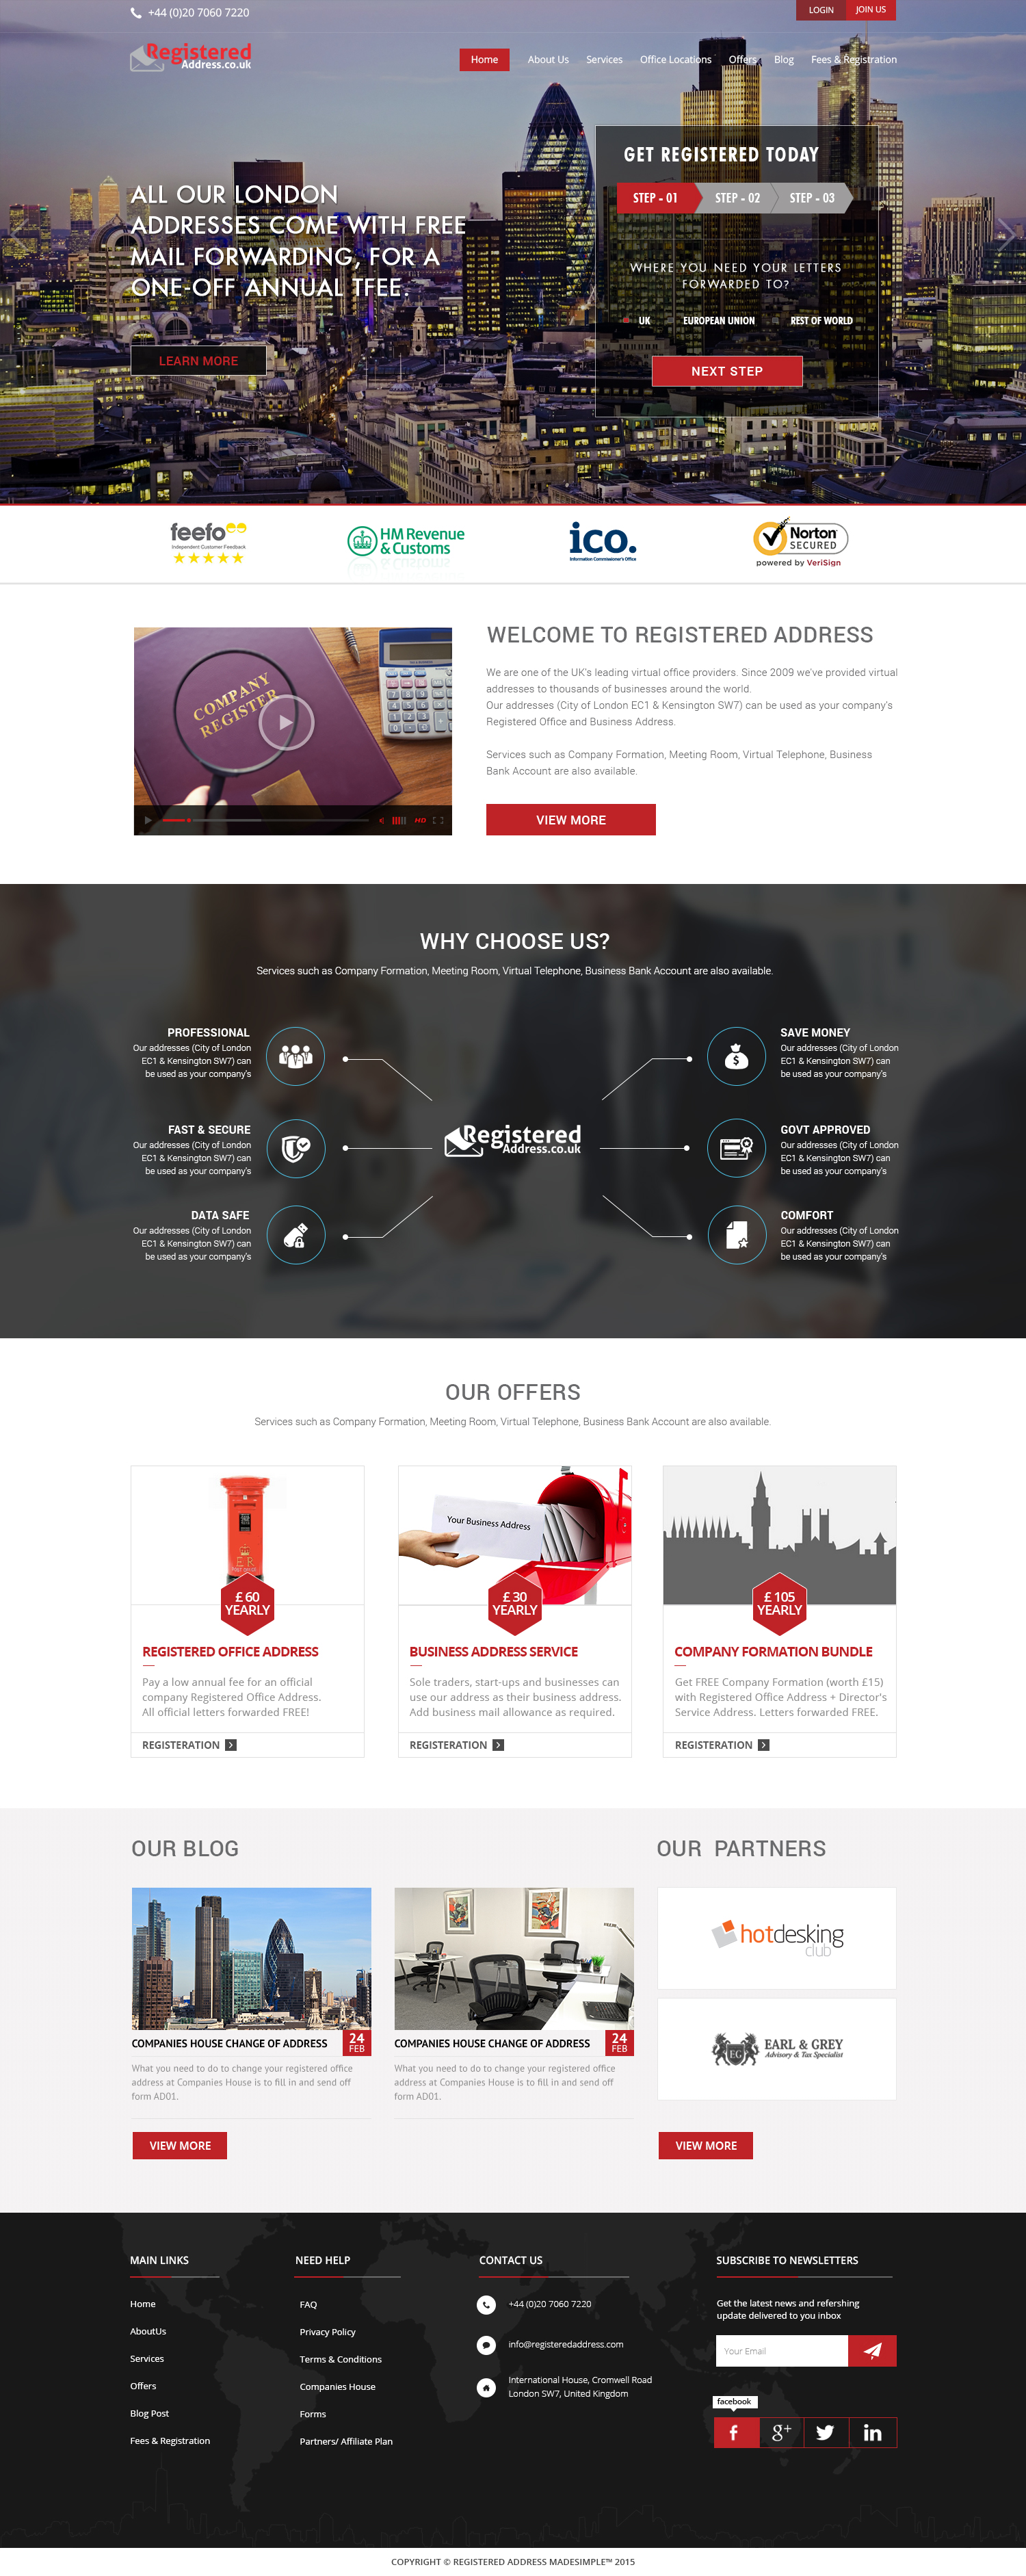 +44 (0)20 7060 7220
LOGIN
JOIN US
Registered
Address.co.uk
Home
About Us
Services
Office Locations
Offers
Blog
Fees & Registration
ALL OUR LONDON
ADDRESSES COME WITH FREE
MAIL FORWARDING, FOR A
ONE-OFF ANNUAL TFEE.
LEARN MORE
GET REGISTERED TODAY
STEP - 01
STEP - 02
STEP - 03
WHERE YOU NEED YOUR LETTERS
FORWARDED TO?
UK
EUROPEAN UNION
REST OF WORLD
NEXT STEP
feefo
Independent Customer Feedback
HM Revenue
& Customs
ico.
Information Commissioner's Office
Norton
SECURED
powered by VeriSign
COMPANY
REGISTER
HD
WELCOME TO REGISTERED ADDRESS
We are one of the UK's leading virtual office providers. Since 2009 we've provided virtual
addresses to thousands of businesses around the world.
Our addresses (City of London EC1 & Kensington SW7) can be used as your company's
Registered Office and Business Address.
Services such as Company Formation, Meeting Room, Virtual Telephone, Business
Bank Account are also available.
VIEW MORE
WHY CHOOSE US?
Services such as Company Formation, Meeting Room, Virtual Telephone, Business Bank Account are also available.
PROFESSIONAL
Our addresses (City of London
EC1 & Kensington SW7) can
be used as your company's
FAST & SECURE
Our addresses (City of London
EC1 & Kensington SW7) can
be used as your company's
DATA SAFE
Our addresses (City of London
EC1 & Kensington SW7) can
be used as your company's
Registered
Address.co.uk
SAVE MONEY
Our addresses (City of London
EC1 & Kensington SW7) can
be used as your company's
GOVT APPROVED
Our addresses (City of London
EC1 & Kensington SW7) can
be used as your company's
COMFORT
Our addresses (City of London
EC1 & Kensington SW7) can
be used as your company's
OUR OFFERS
Services such as Company Formation, Meeting Room, Virtual Telephone, Business Bank Account are also available.
E R
£ 60
YEARLY
REGISTERED OFFICE ADDRESS
Pay a low annual fee for an official
company Registered Office Address.
All official letters forwarded FREE!
REGISTERATION
Your Business Address
£ 30
YEARLY
BUSINESS ADDRESS SERVICE
Sole traders, start-ups and businesses can
use our address as their business address.
Add business mail allowance as required.
REGISTERATION
£ 105
YEARLY
COMPANY FORMATION BUNDLE
Get FREE Company Formation (worth £15)
with Registered Office Address + Director's
Service Address. Letters forwarded FREE.
REGISTERATION
OUR BLOG
COMPANIES HOUSE CHANGE OF ADDRESS
24
FEB
What you need to do to change your registered office
address at Companies House is to fill in and send off
form AD01.
COMPANIES HOUSE CHANGE OF ADDRESS
24
FEB
What you need to do to change your registered office
address at Companies House is to fill in and send off
form AD01.
VIEW MORE
OUR PARTNERS
hotdesking
club
EG
EARL & GREY
Advisory & Tax Specialist
VIEW MORE
MAIN LINKS
Home
AboutUs
Services
Offers
Blog Post
Fees & Registration
NEED HELP
FAQ
Privacy Policy
Terms & Conditions
Companies House
Forms
Partners/ Affiliate Plan
CONTACT US
+44 (0)20 7060 7220
info@registeredaddress.com
International House, Cromwell Road
London SW7, United Kingdom
SUBSCRIBE TO NEWSLETTERS
Get the latest news and refershing
update delivered to you inbox
Your Email
facebook
COPYRIGHT © REGISTERED ADDRESS MADESIMPLE™ 2015